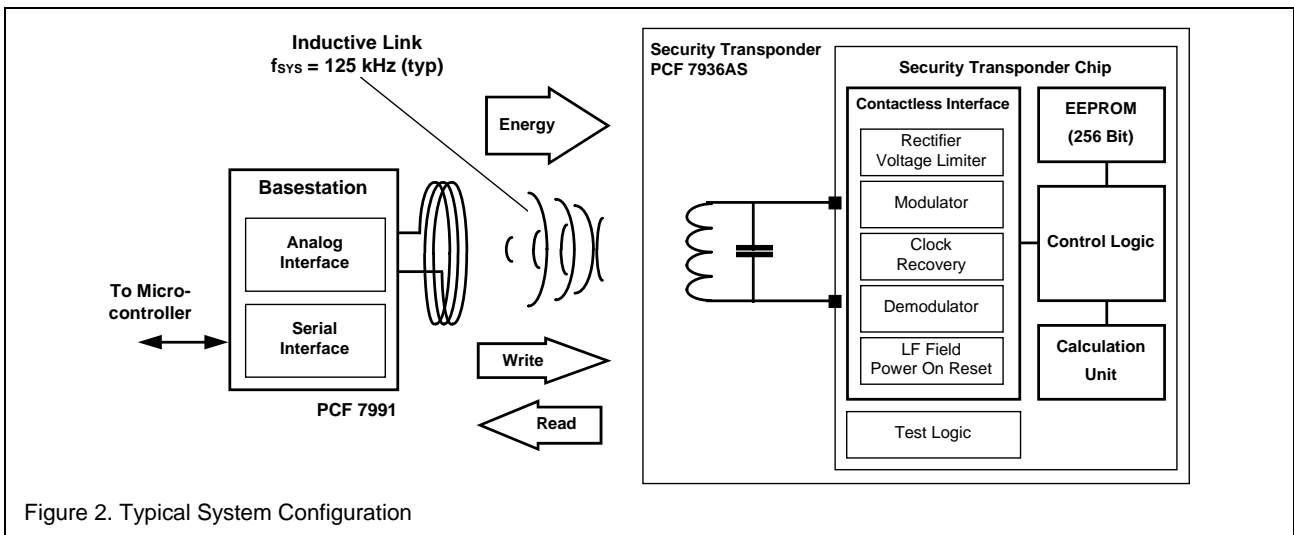 Inductive Link
fSYS = 125 kHz (typ)
Energy
Basestation
Analog
Interface
Serial
Interface
To Micro-
controller
PCF 7991
Write
Read
Security Transponder
PCF 7936AS
Security Transponder Chip
Contactless Interface
Rectifier
Voltage Limiter
Modulator
Clock
Recovery
Demodulator
LF Field
Power On Reset
Test Logic
EEPROM
(256 Bit)
Control Logic
Calculation
Unit
Figure 2. Typical System Configuration